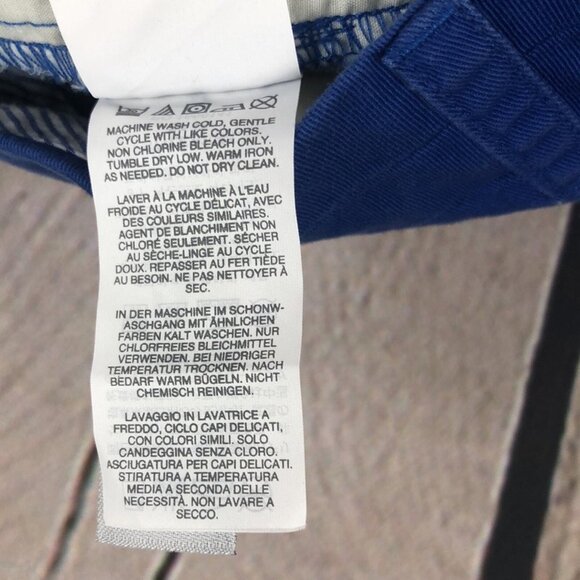 MACHINE WASH COLD, GENTLE
CYCLE WITH LIKE COLORS.
NON CHLORINE BLEACH ONLY.
TUMBLE DRY LOW. WARM IRON
AS NEEDED. DO NOT DRY CLEAN.
LAVER À LA MACHINE À L'EAU
FROIDE AU CYCLE DÉLICAT, AVEC
DES COULEURS SIMILAIRES.
AGENT DE BLANCHIMENT NON
CHLORÉ SEULEMENT. SÉCHER
AU SÈCHE-LINGE AU CYCLE
DOUX. REPASSER AU FER TIÈDE
AU BESOIN. NE PAS NETTOYER À
SEC.
IN DER MASCHINE IM SCHONW-
ASCHGANG MIT ÄHNLICHEN
FARBEN KALT WASCHEN. NUR
CHLORFREIES BLEICHMITTEL
VERWENDEN. BEI NIEDRIGER
TEMPERATUR TROCKNEN. NACH
BEDARF WARM BÜGELN. NICHT
CHEMISCH REINIGEN.
LAVAGGIO IN LAVATRICE A
FREDDO, CICLO CAPI DELICATI,
CON COLORI SIMILI. SOLO
CANDEGGINA SENZA CLORO.
ASCIUGATURA PER CAPI DELICATI.
STIRATURA A TEMPERATURA
MEDIA A SECONDA DELLE
NECESSITÀ. NON LAVARE A
SECCO.